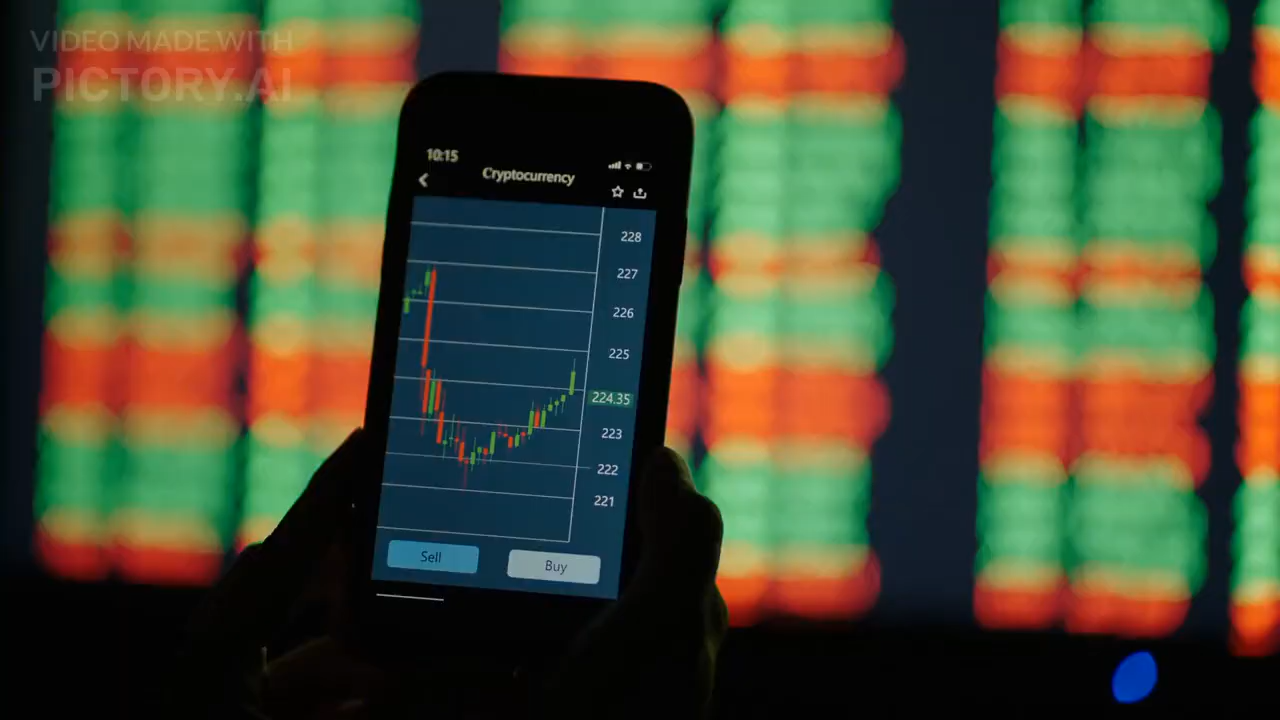 VIDEO MADE WITH
PICTORY.AI
10:15
Cryptocurrency
228
227
226
225
224.35
223
222
221
Sell
Buy